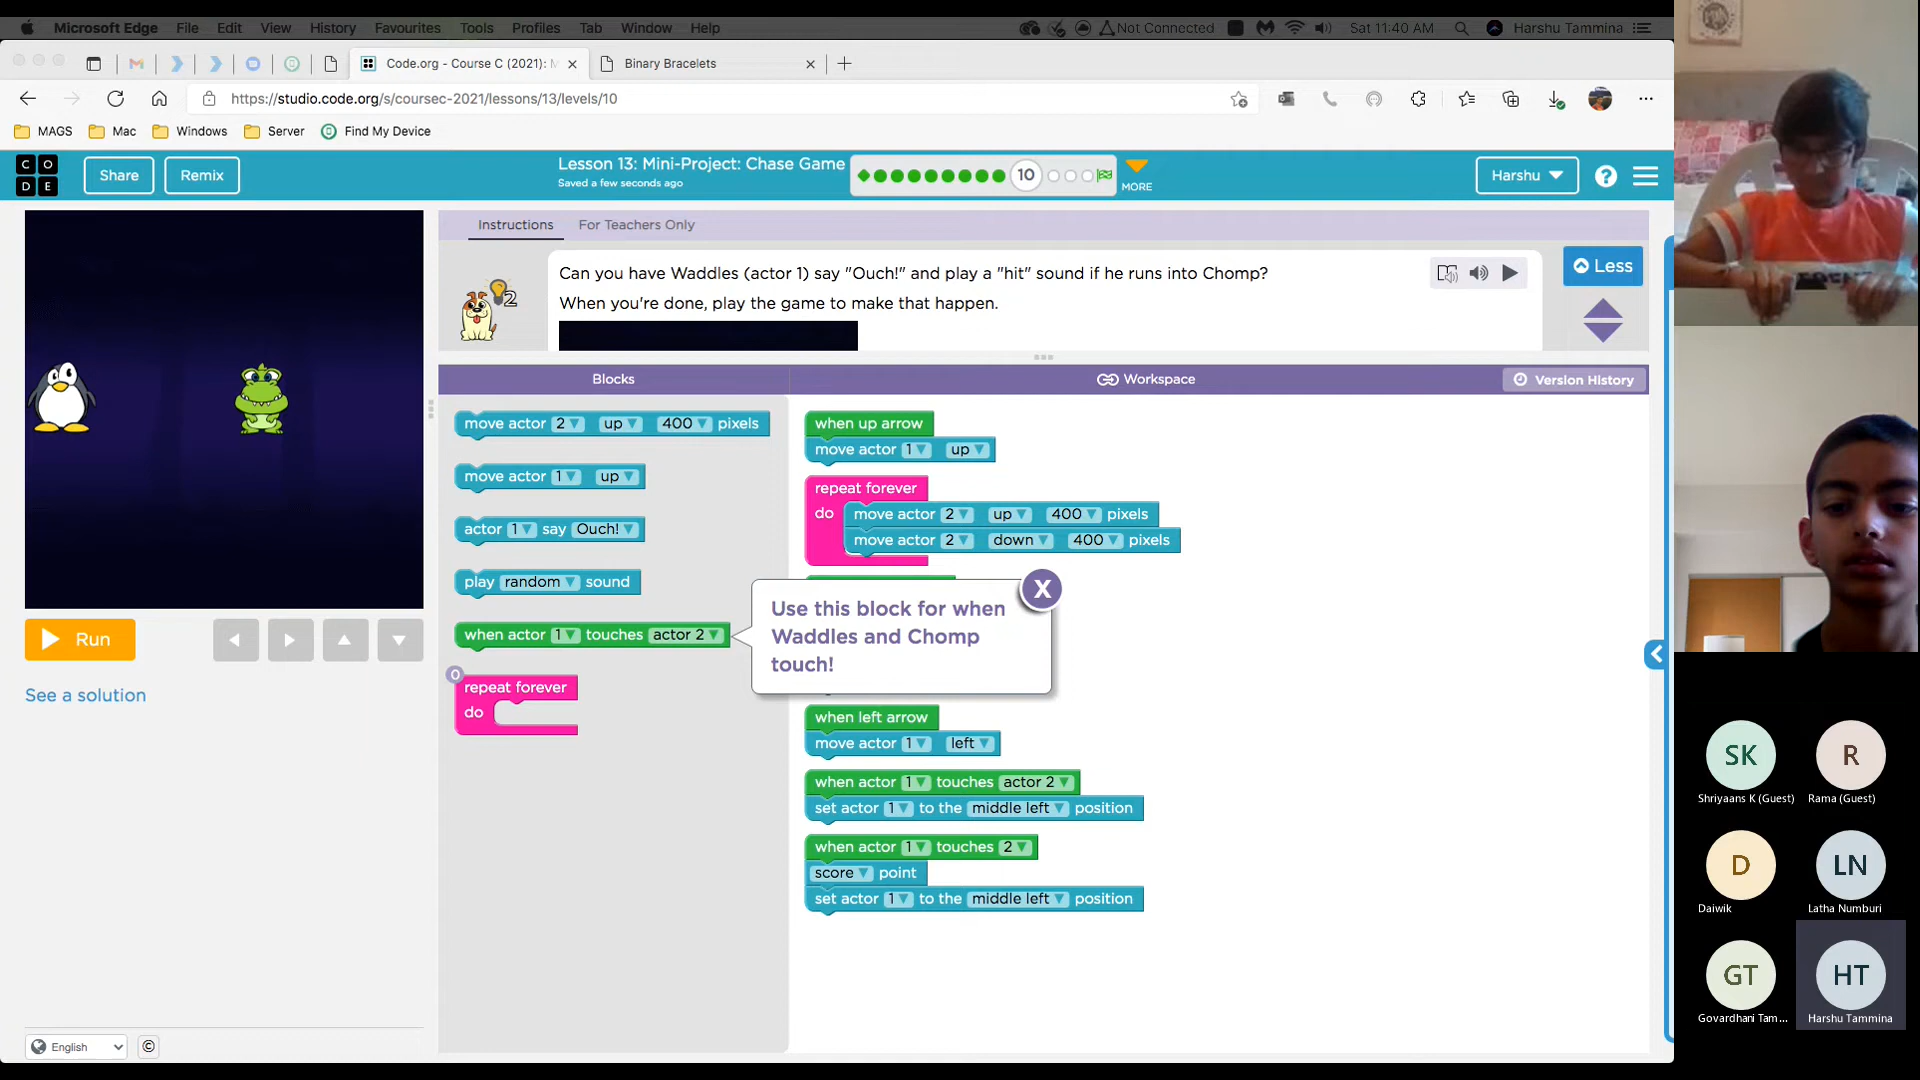 Microsoft Edge File Edit View History Favourites Tools Profiles Tab Window Help Not Connected Sat 11:40 AM Harshu Tammina
Code.org - Course C (2021): M Binary Bracelets
https://studio.code.org/s/coursec-2021/lessons/13/levels/10
MAGS Mac Windows Server Find My Device
C O D E
Share
Remix
Lesson 13: Mini-Project: Chase Game
Saved a few seconds ago
10
MORE
Harshu
?
Instructions
For Teachers Only
2
Can you have Waddles (actor 1) say "Ouch!" and play a "hit" sound if he runs into Chomp?
When you're done, play the game to make that happen.
Less
Blocks
Workspace
Version History
move actor 2 up 400 pixels
move actor 1 up
actor 1 say Ouch!
play random sound
when actor 1 touches actor 2
0
repeat forever
do
when up arrow
move actor 1 up
repeat forever
do move actor 2 up 400 pixels
move actor 2 down 400 pixels
Use this block for when
Waddles and Chomp
touch!
X
when left arrow
move actor 1 left
when actor 1 touches actor 2
set actor 1 to the middle left position
when actor 1 touches 2
score point
set actor 1 to the middle left position
Run
See a solution
English
©
SK
Shriyaans K (Guest)
R
Rama (Guest)
D
Daiwik
LN
Latha Numburi
GT
Govardhani Tam...
HT
Harshu Tammina